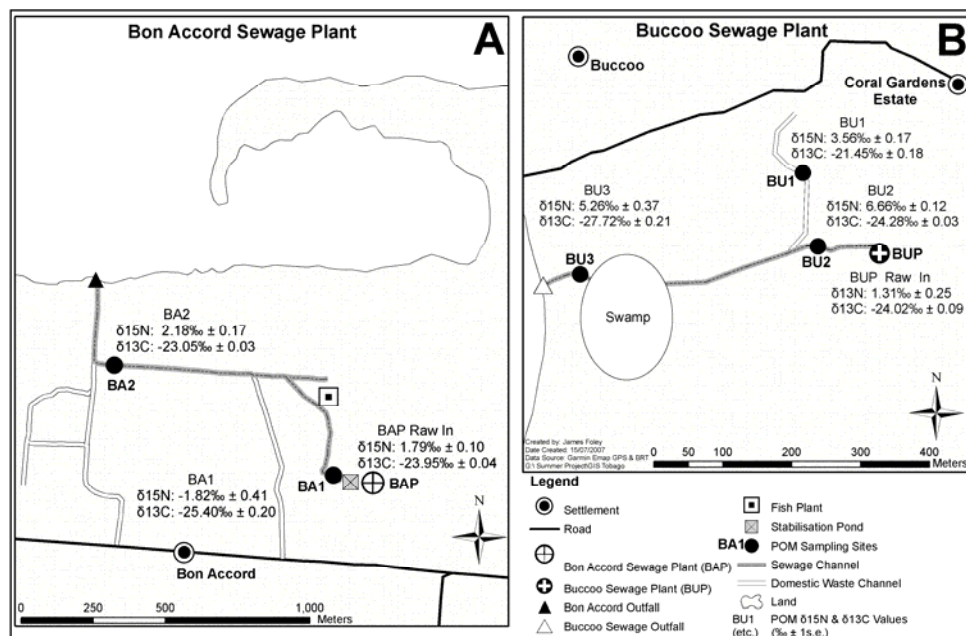 Bon Accord Sewage Plant
A
BA2
δ15N: 2.18‰ ± 0.17
δ13C: -23.05‰ ± 0.03
BA2
BAP Raw In
δ15N: 1.79‰ ± 0.10
δ13C: -23.95‰ ± 0.04
BA1
BAP
BA1
δ15N: -1.82‰ ± 0.41
δ13C: -25.40‰ ± 0.20
N
Bon Accord
0 250 500 1,000
Meters
Buccoo Sewage Plant
B
Buccoo
Coral Gardens
Estate
BU1
δ15N: 3.56‰ ± 0.17
δ13C: -21.45‰ ± 0.18
BU1
BU3
δ15N: 5.26‰ ± 0.37
δ13C: -27.72‰ ± 0.21
BU2
δ15N: 6.66‰ ± 0.12
δ13C: -24.28‰ ± 0.03
BU3
BU2
BUP
BUP Raw In
δ13N: 1.31‰ ± 0.25
δ13C: -24.02‰ ± 0.09
Swamp
N
Created by: James Foley
Date Created: 15/07/2007
Data Source: Garmin Emap GPS & BRT
G:\ Summer Project\GIS Tobago
0 100 200 300 400
Meters
Legend
Settlement
Road
Bon Accord Sewage Plant (BAP)
Buccoo Sewage Plant (BUP)
Bon Accord Outfall
Buccoo Sewage Outfall
Fish Plant
Stabilisation Pond
BA1 POM Sampling Sites
Sewage Channel
Domestic Waste Channel
Land
BU1 POM δ15N & δ13C Values
(etc.) (‰ ± 1s.e.)